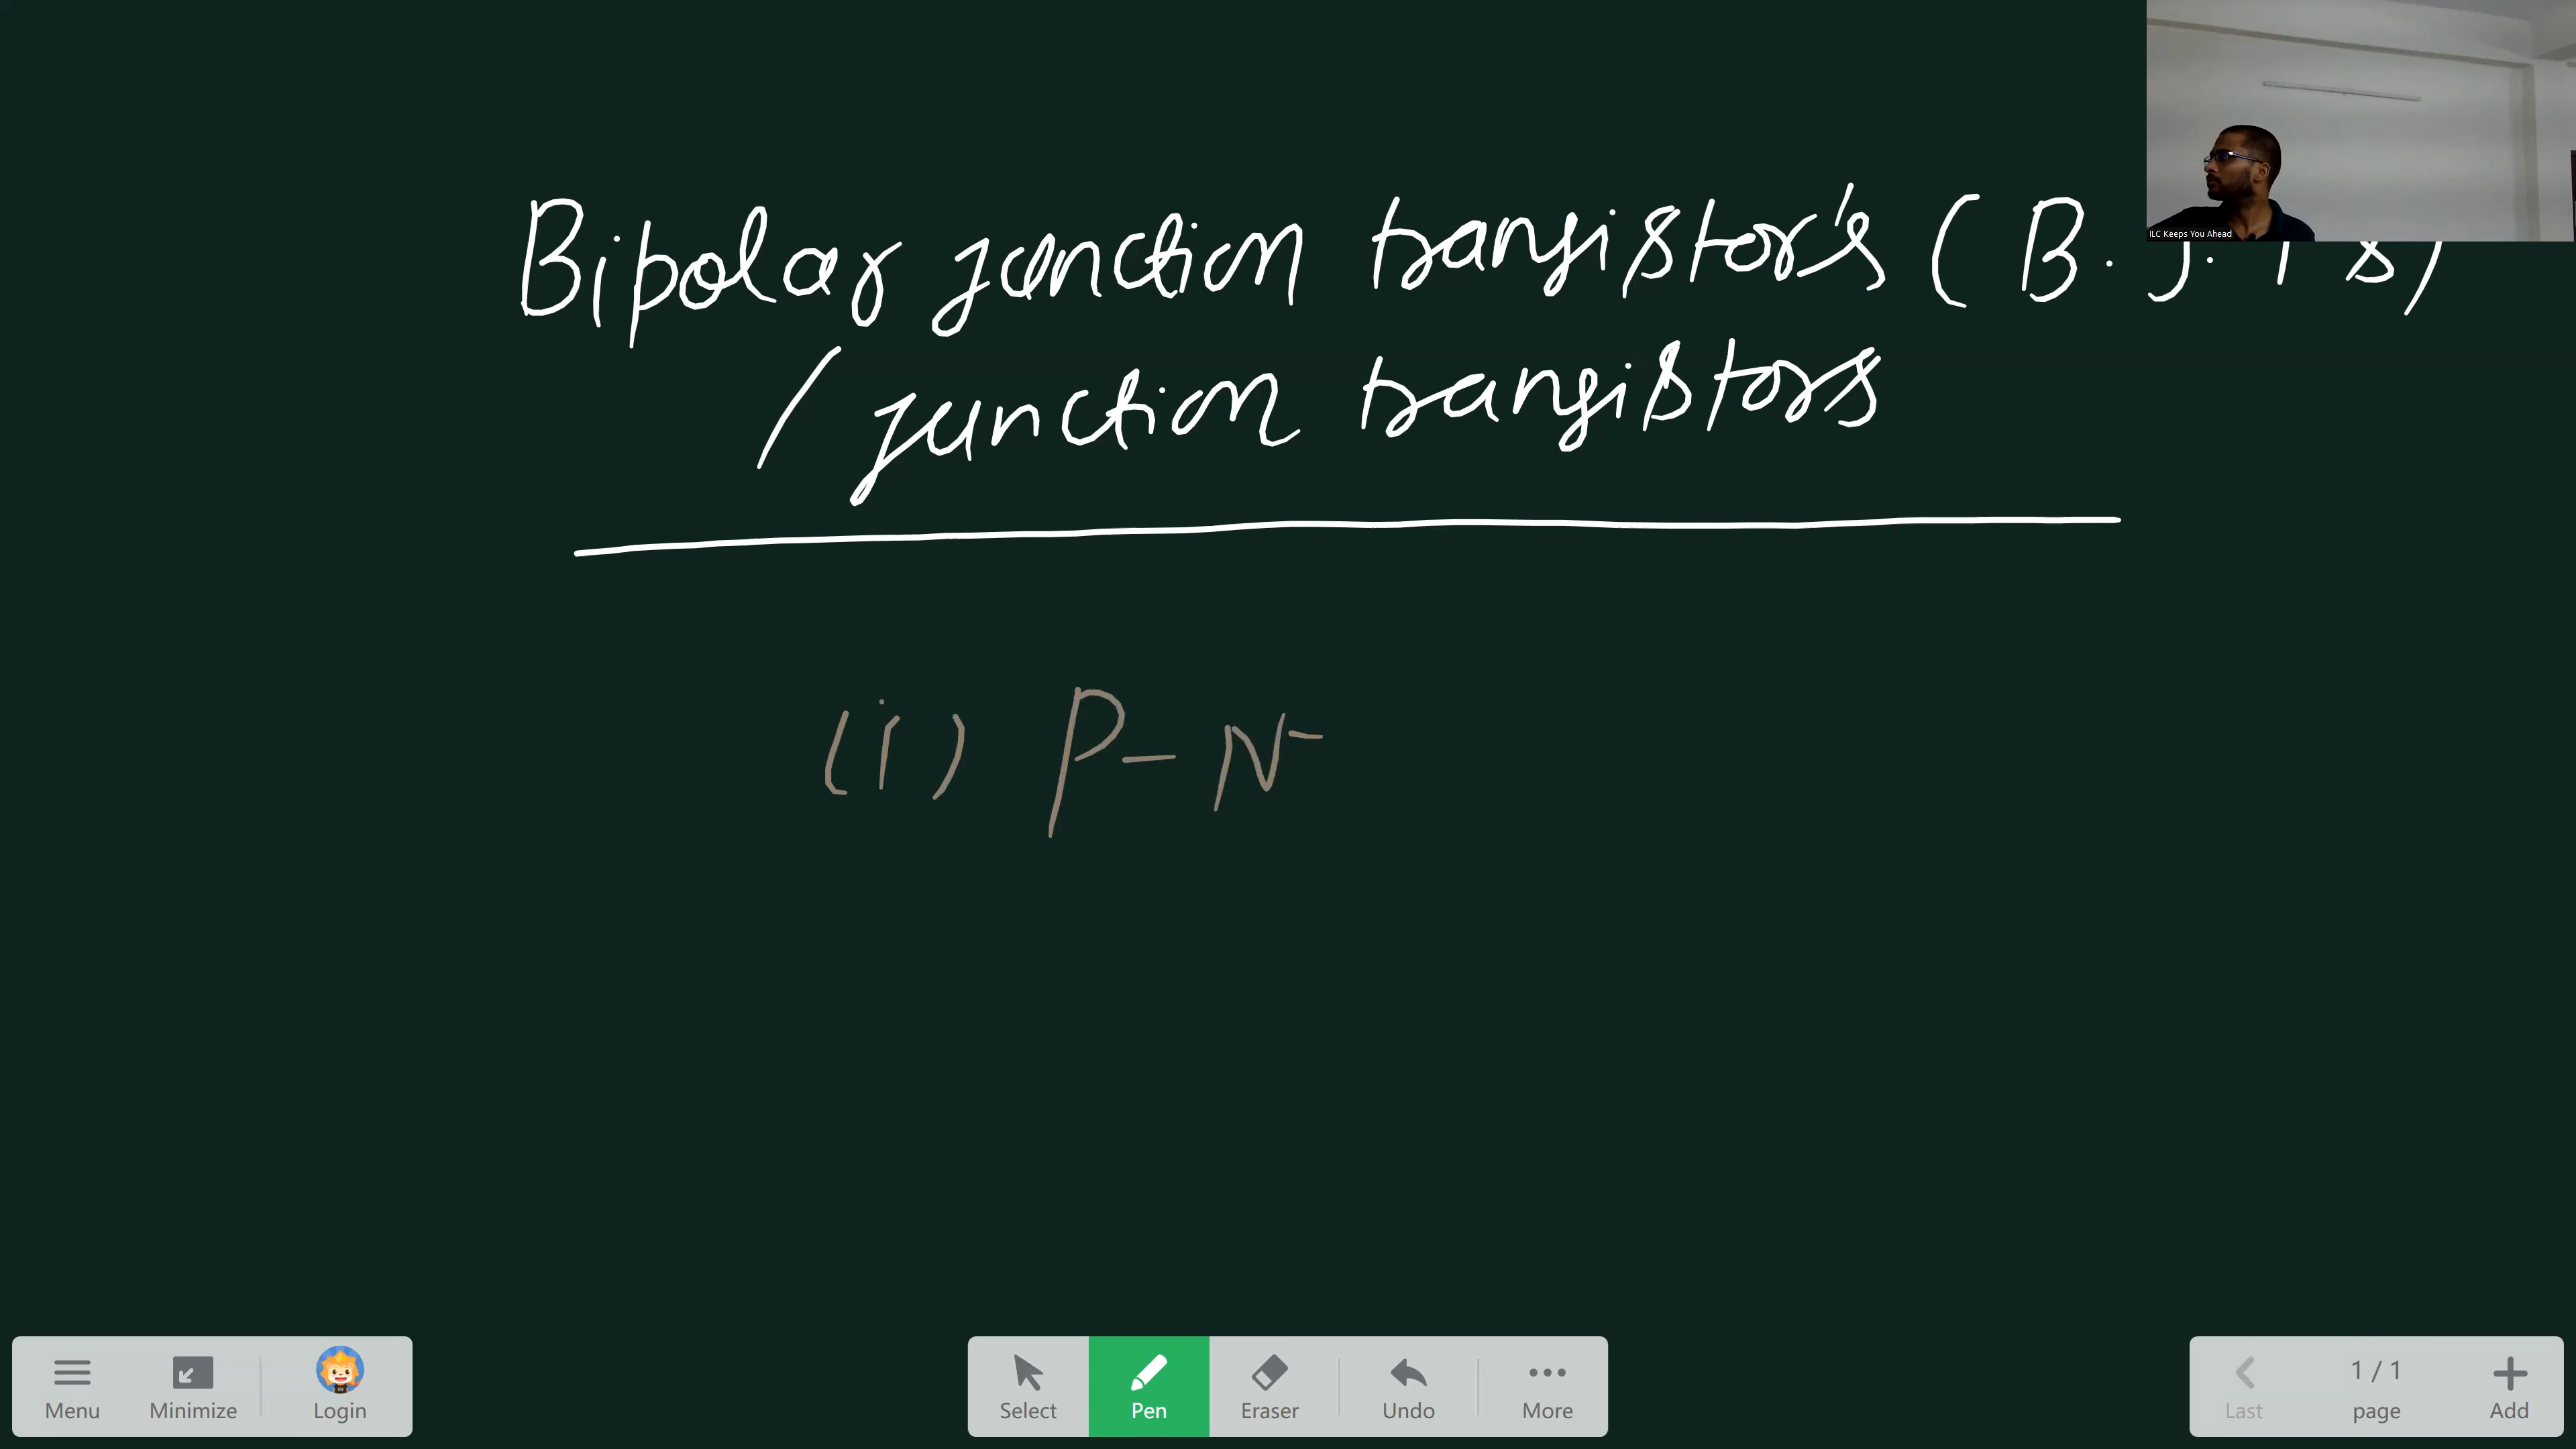 Bipolar junction transistor's (B.J.T's)
/ junction transistors
(i) P-N-
ILC Keeps You Ahead
Menu Minimize Login Select Pen Eraser Undo More Last 1 / 1 page Add